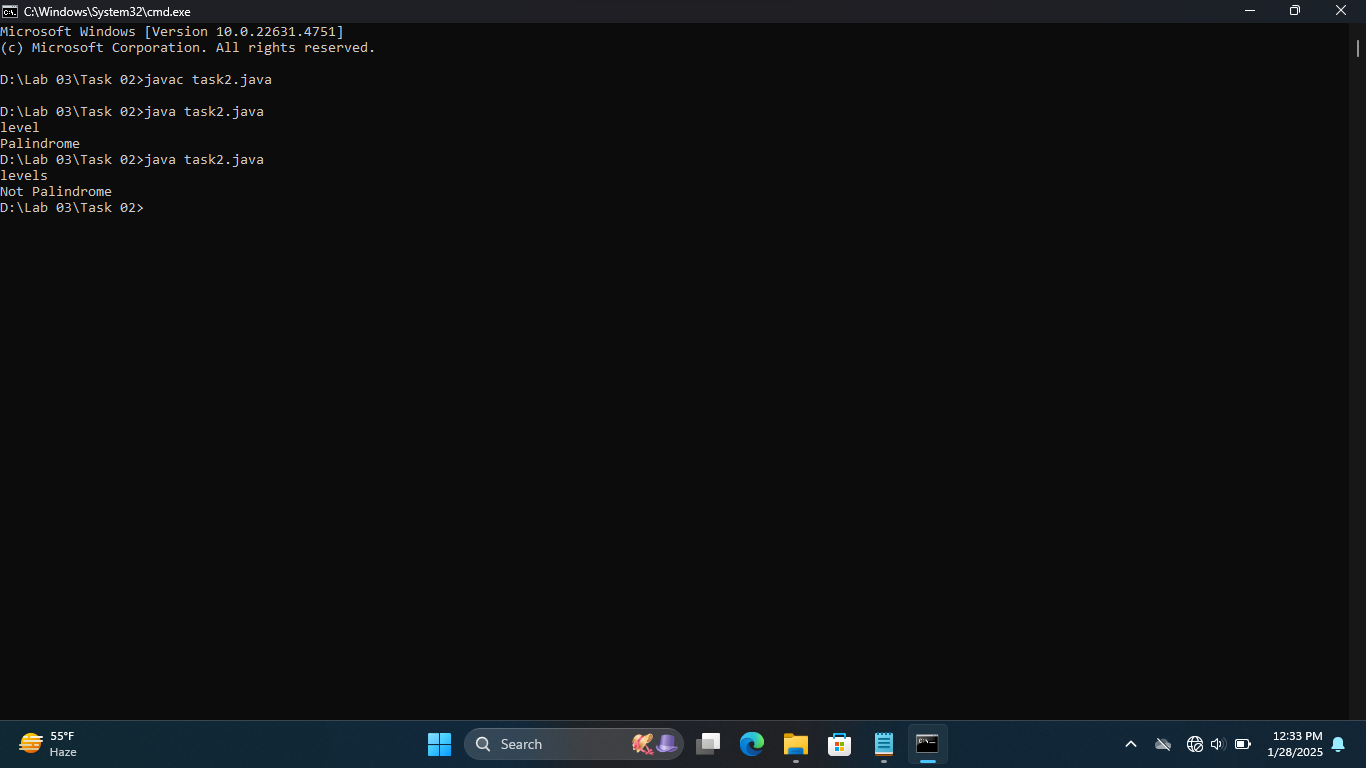 C:\Windows\System32\cmd.exe
Microsoft Windows [Version 10.0.22631.4751]
(c) Microsoft Corporation. All rights reserved.
D:\Lab 03\Task 02>javac task2.java
D:\Lab 03\Task 02>java task2.java
level
Palindrome
D:\Lab 03\Task 02>java task2.java
levels
Not Palindrome
D:\Lab 03\Task 02>
55°F
Haze
Search
12:33 PM
1/28/2025